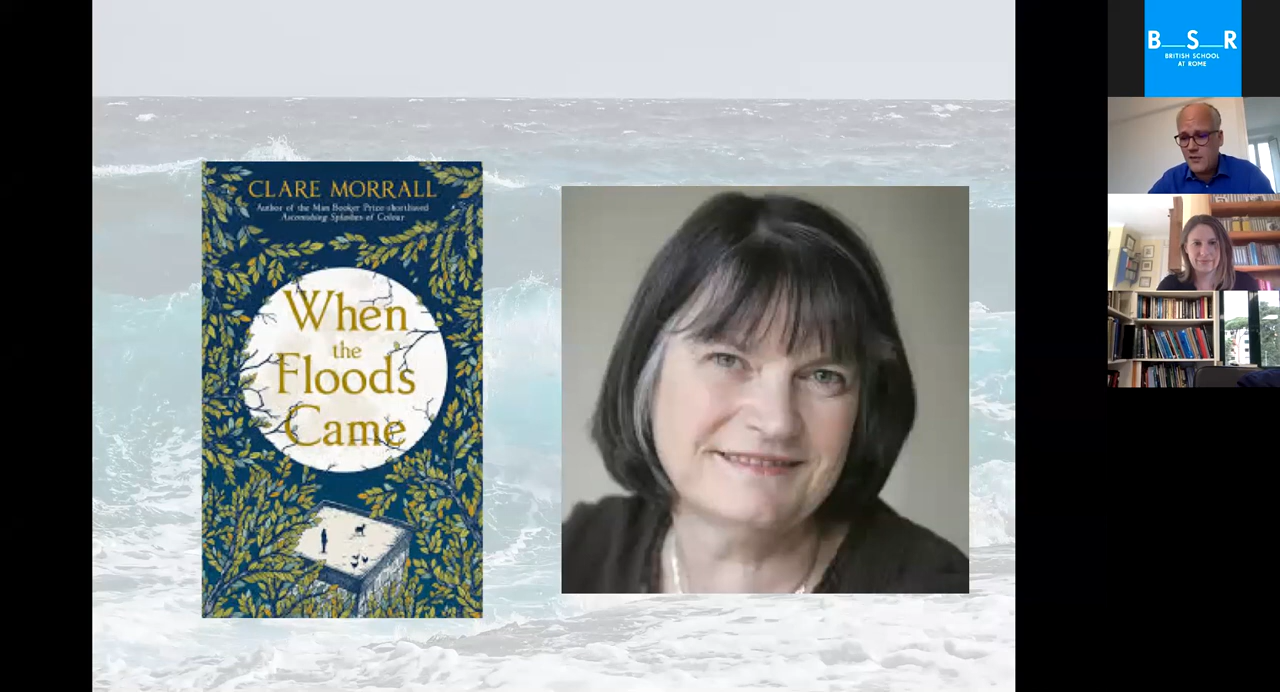 CLARE MORRALL
Author of the Man Booker Prize-shortlisted
Astonishing Splashes of Colour
When
the
Floods
Came
B_S_R
BRITISH SCHOOL
AT ROME